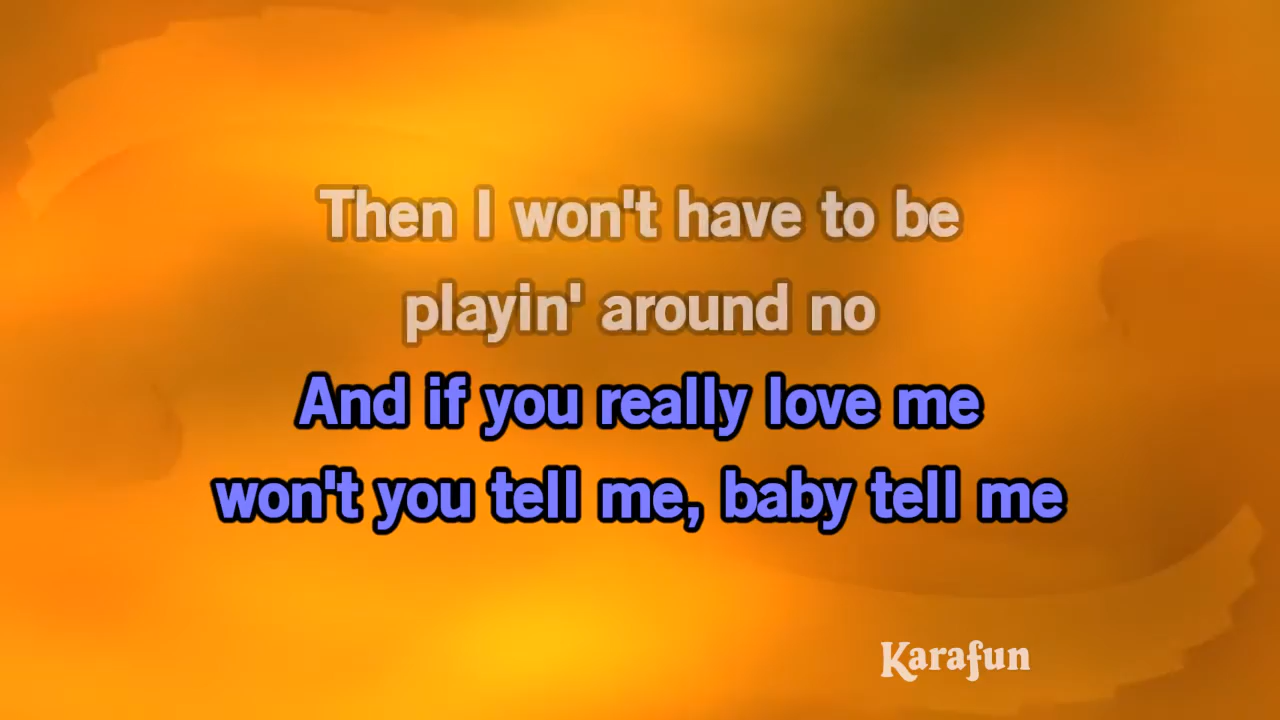 Then I won't have to be
playin' around no
And if you really love me
won't you tell me, baby tell me
Karafun